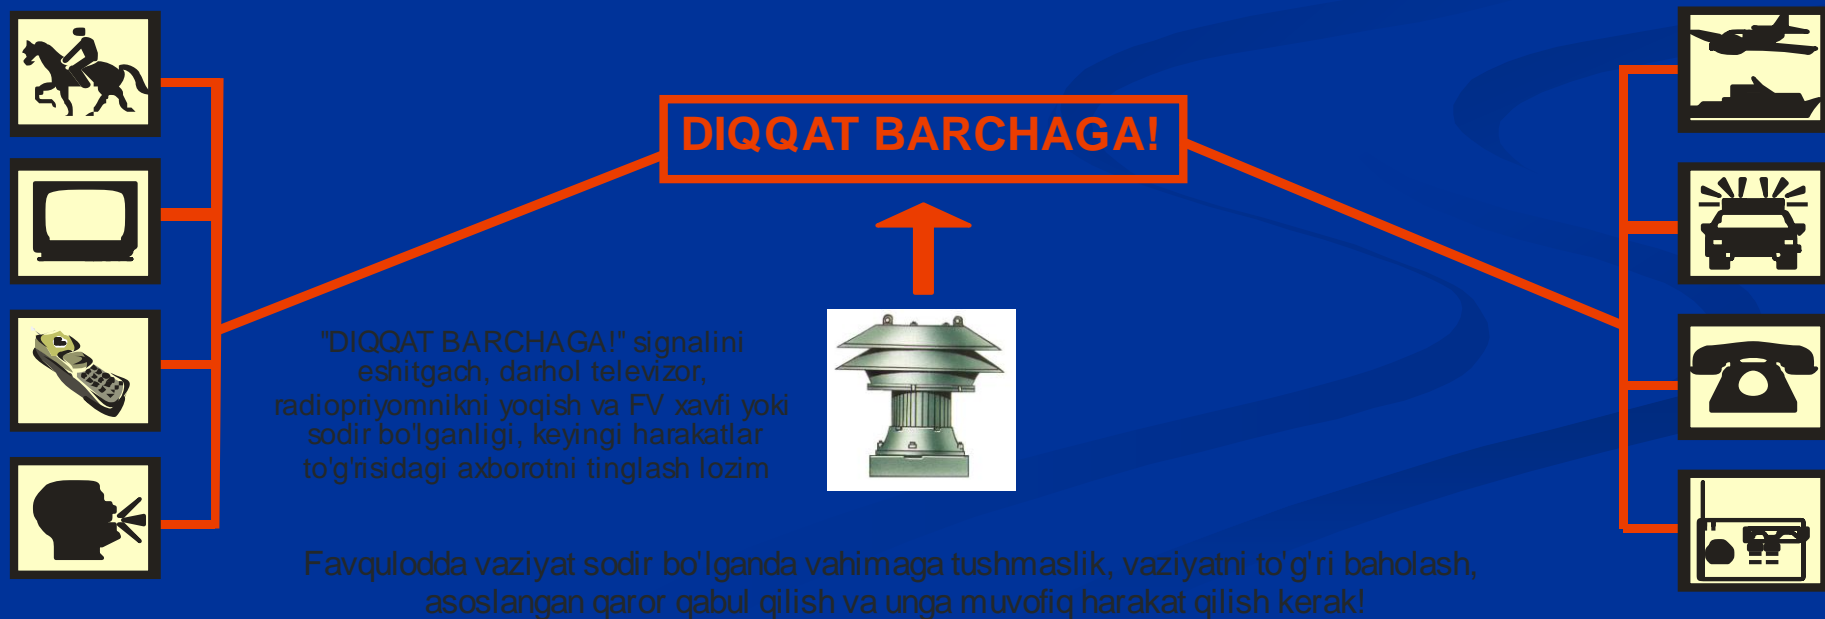 DIQQAT BARCHAGA!
"DIQQAT BARCHAGA!" signalini
eshitgach, darhol televizor,
radiopriyomnikni yoqish va FV xavfi yoki
sodir bo'lganligi, keyingi harakatlar
to'g'risidagi axborotni tinglash lozim
Favqulodda vaziyat sodir bo'lganda vahimaga tushmaslik, vaziyatni to'g'ri baholash,
asoslangan qaror qabul qilish va unga muvofiq harakat qilish kerak!